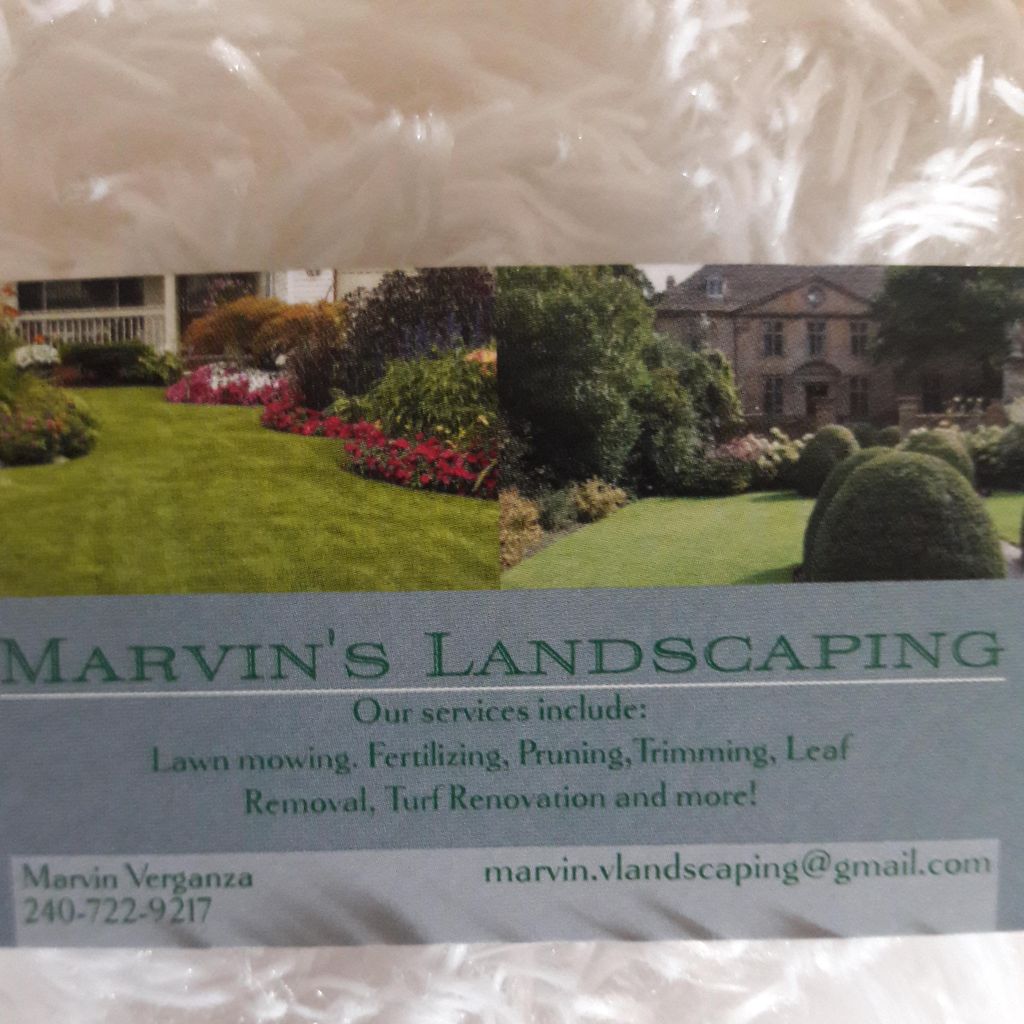 MARVIN'S LANDSCAPING
Our services include:
Lawn mowing. Fertilizing, Pruning, Trimming, Leaf
Removal, Turf Renovation and more!
Marvin Verganza
240-722-9217
marvin.vlandscaping@gmail.com